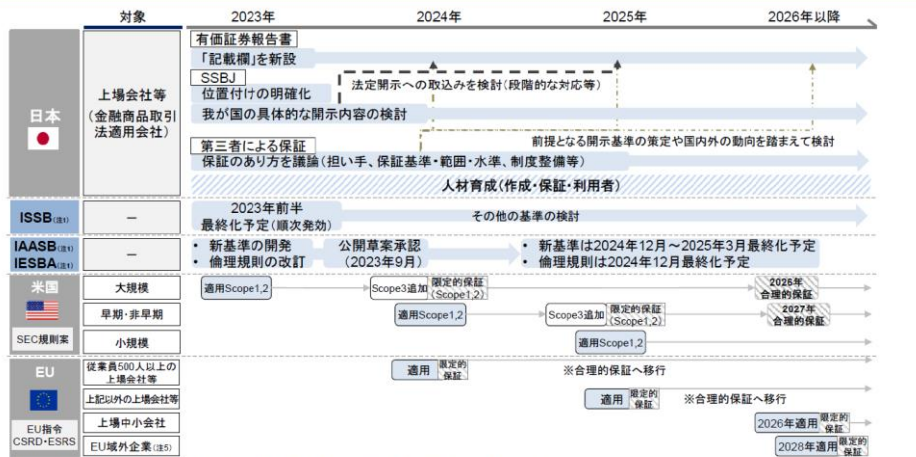 対象
2023年
2024年
2025年
2026年以降
日本
上場会社等
(金融商品取引
法適用会社)
有価証券報告書
「記載欄」を新設
SSBJ
位置付けの明確化
法定開示への取込みを検討(段階的な対応等)
我が国の具体的な開示内容の検討
前提となる開示基準の策定や国内外の動向を踏まえて検討
第三者による保証
保証のあり方を議論(担い手、保証基準・範囲・水準、制度整備等)
人材育成(作成・保証・利用者)
ISSB(注1)
－
2023年前半
最終化予定(順次発効)
その他の基準の検討
IAASB(注1)
IESBA(注1)
－
• 新基準の開発
• 倫理規則の改訂
公開草案承認
(2023年9月)
• 新基準は2024年12月～2025年3月最終化予定
• 倫理規則は2024年12月最終化予定
米国
SEC規則案
大規模
適用Scope1,2
Scope3追加
限定的保証
(Scope1,2)
2026年
合理的保証
早期・非早期
適用Scope1,2
Scope3追加
限定的保証
(Scope1,2)
2027年
合理的保証
小規模
適用Scope1,2
EU
EU指令
CSRD・ESRS
従業員500人以上の
上場会社等
適用
限定的
保証
※合理的保証へ移行
上記以外の上場会社等
適用
限定的
保証
※合理的保証へ移行
上場中小会社
2026年適用
限定的
保証
EU域外企業(注5)
2028年適用
限定的
保証